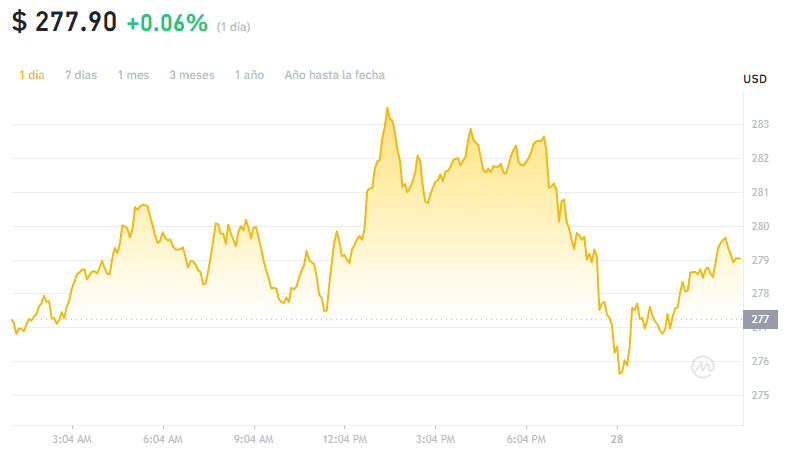 $ 277.90 +0.06% (1 día)
1 día 7 días 1 mes 3 meses 1 año Año hasta la fecha
USD
283
282
281
280
279
278
277
277
276
275
3:04 AM 6:04 AM 9:04 AM 12:04 PM 3:04 PM 6:04 PM 28